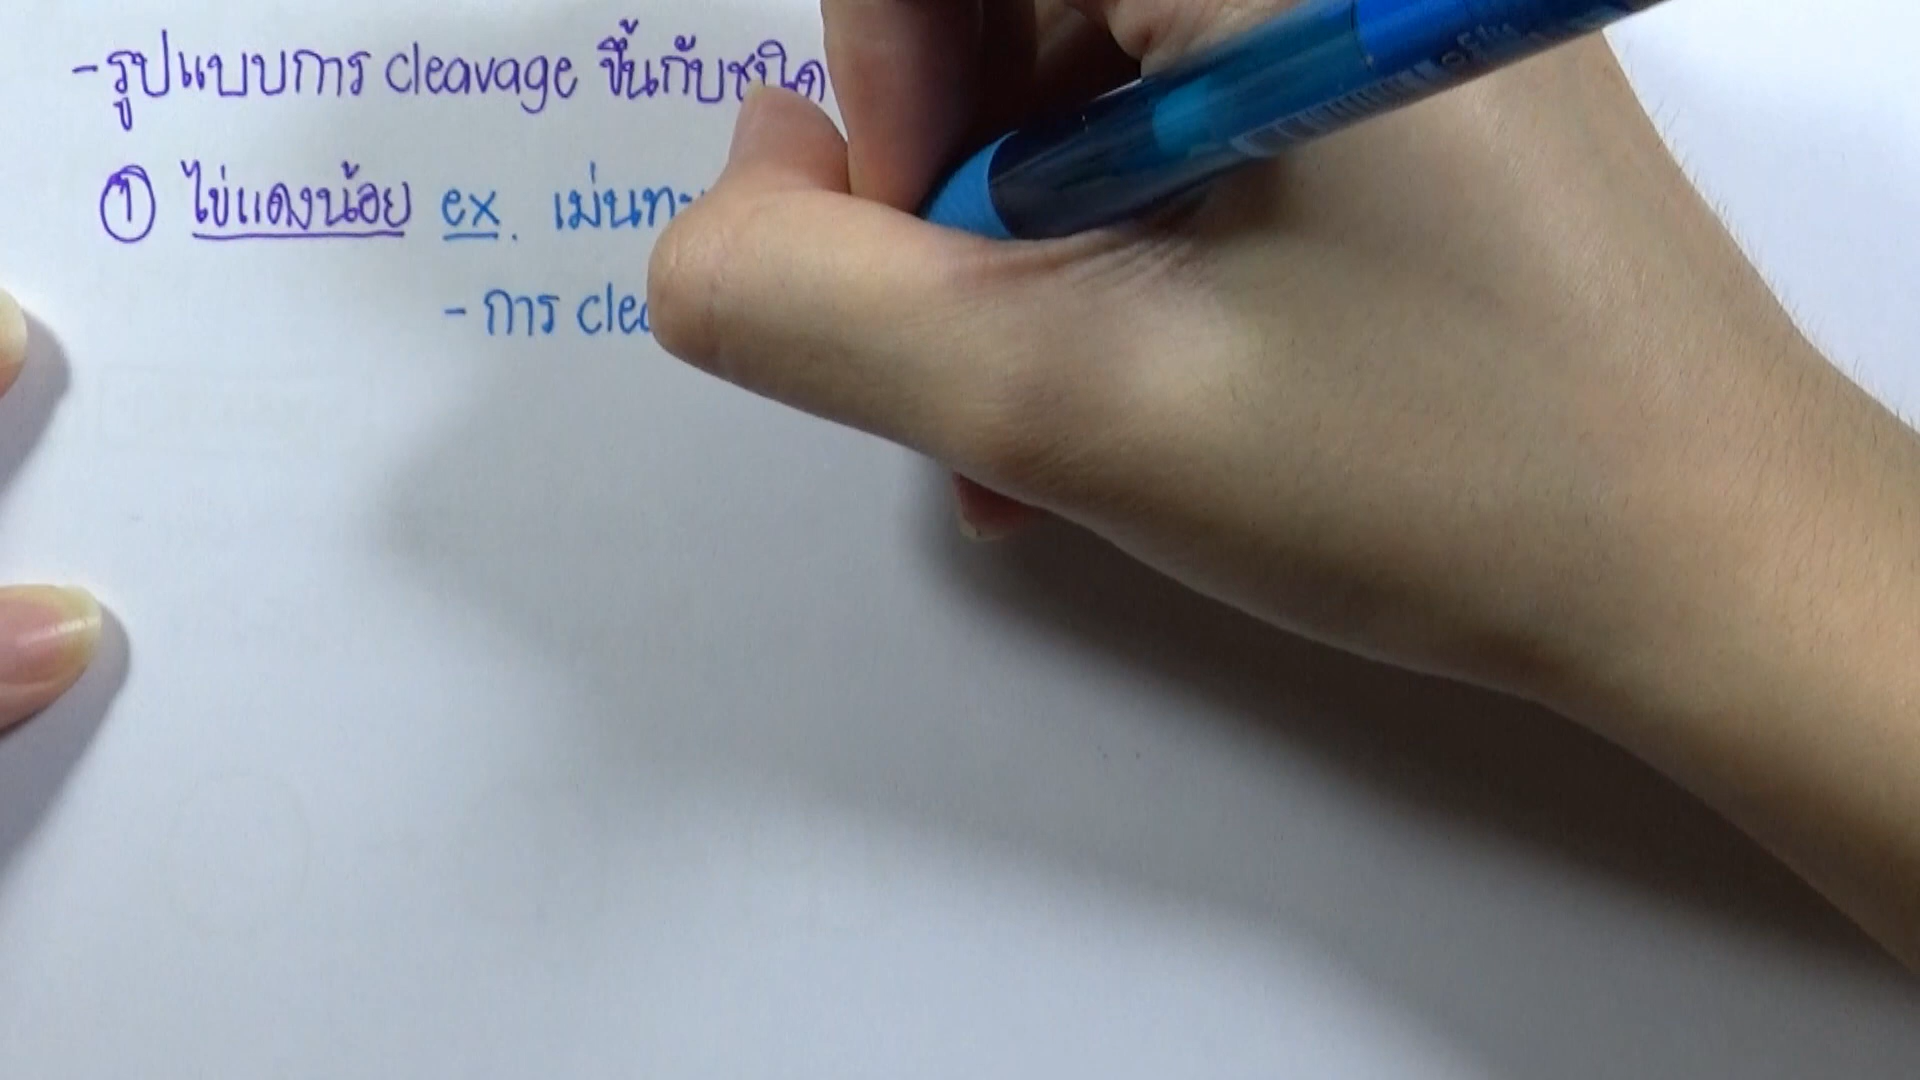 - รูปแบบการ cleavage ขึ้นกับชนิด
① ไข่แดงน้อย ex. เม่นทะ
- การ clea